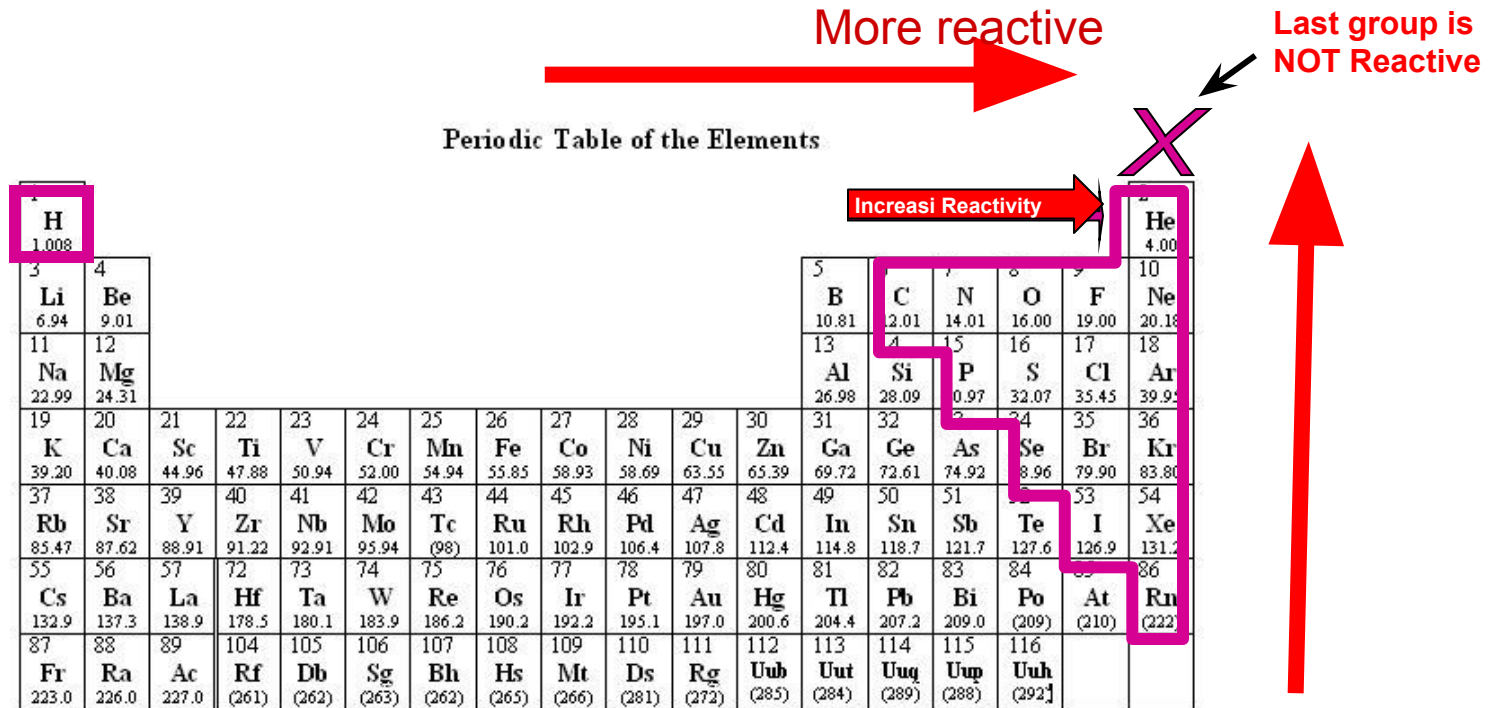 More reactive
Last group is
NOT Reactive
Periodic Table of the Elements
Increasi Reactivity
H He
1.008 4.00
3 4 5 10
Li Be B C N O F Ne
6.94 9.01 10.81 12.01 14.01 16.00 19.00 20.18
11 12 13 15 16 17 18
Na Mg Al Si P S Cl Ar
22.99 24.31 26.98 28.09 32.07 35.45 39.95
19 20 21 22 23 24 25 26 27 28 29 30 31 32 35 36
K Ca Sc Ti V Cr Mn Fe Co Ni Cu Zn Ga Ge As Se Br Kr
39.20 40.08 44.96 47.88 50.94 52.00 54.94 55.85 58.93 58.69 63.55 65.39 69.72 72.61 74.92 79.90 83.80
37 38 39 40 41 42 43 44 45 46 47 48 49 50 51 53 54
Rb Sr Y Zr Nb Mo Tc Ru Rh Pd Ag Cd In Sn Sb Te I Xe
85.47 87.62 88.91 91.22 92.91 95.94 (98) 101.0 102.9 106.4 107.8 112.4 114.8 118.7 121.7 127.6 126.9 131.2
55 56 57 72 73 74 75 76 77 78 79 80 81 82 83 84 86
Cs Ba La Hf Ta W Re Os Ir Pt Au Hg Tl Pb Bi Po At Rn
132.9 137.3 138.9 178.5 180.1 183.9 186.2 190.2 192.2 195.1 197.0 200.6 204.4 207.2 209.0 (209) (210) (222)
87 88 89 104 105 106 107 108 109 110 111 112 113 114 115 116
Fr Ra Ac Rf Db Sg Bh Hs Mt Ds Rg Uub Uut Uuq Uup Uuh
223.0 226.0 227.0 (261) (262) (263) (262) (265) (266) (281) (272) (285) (284) (289) (288) (292)